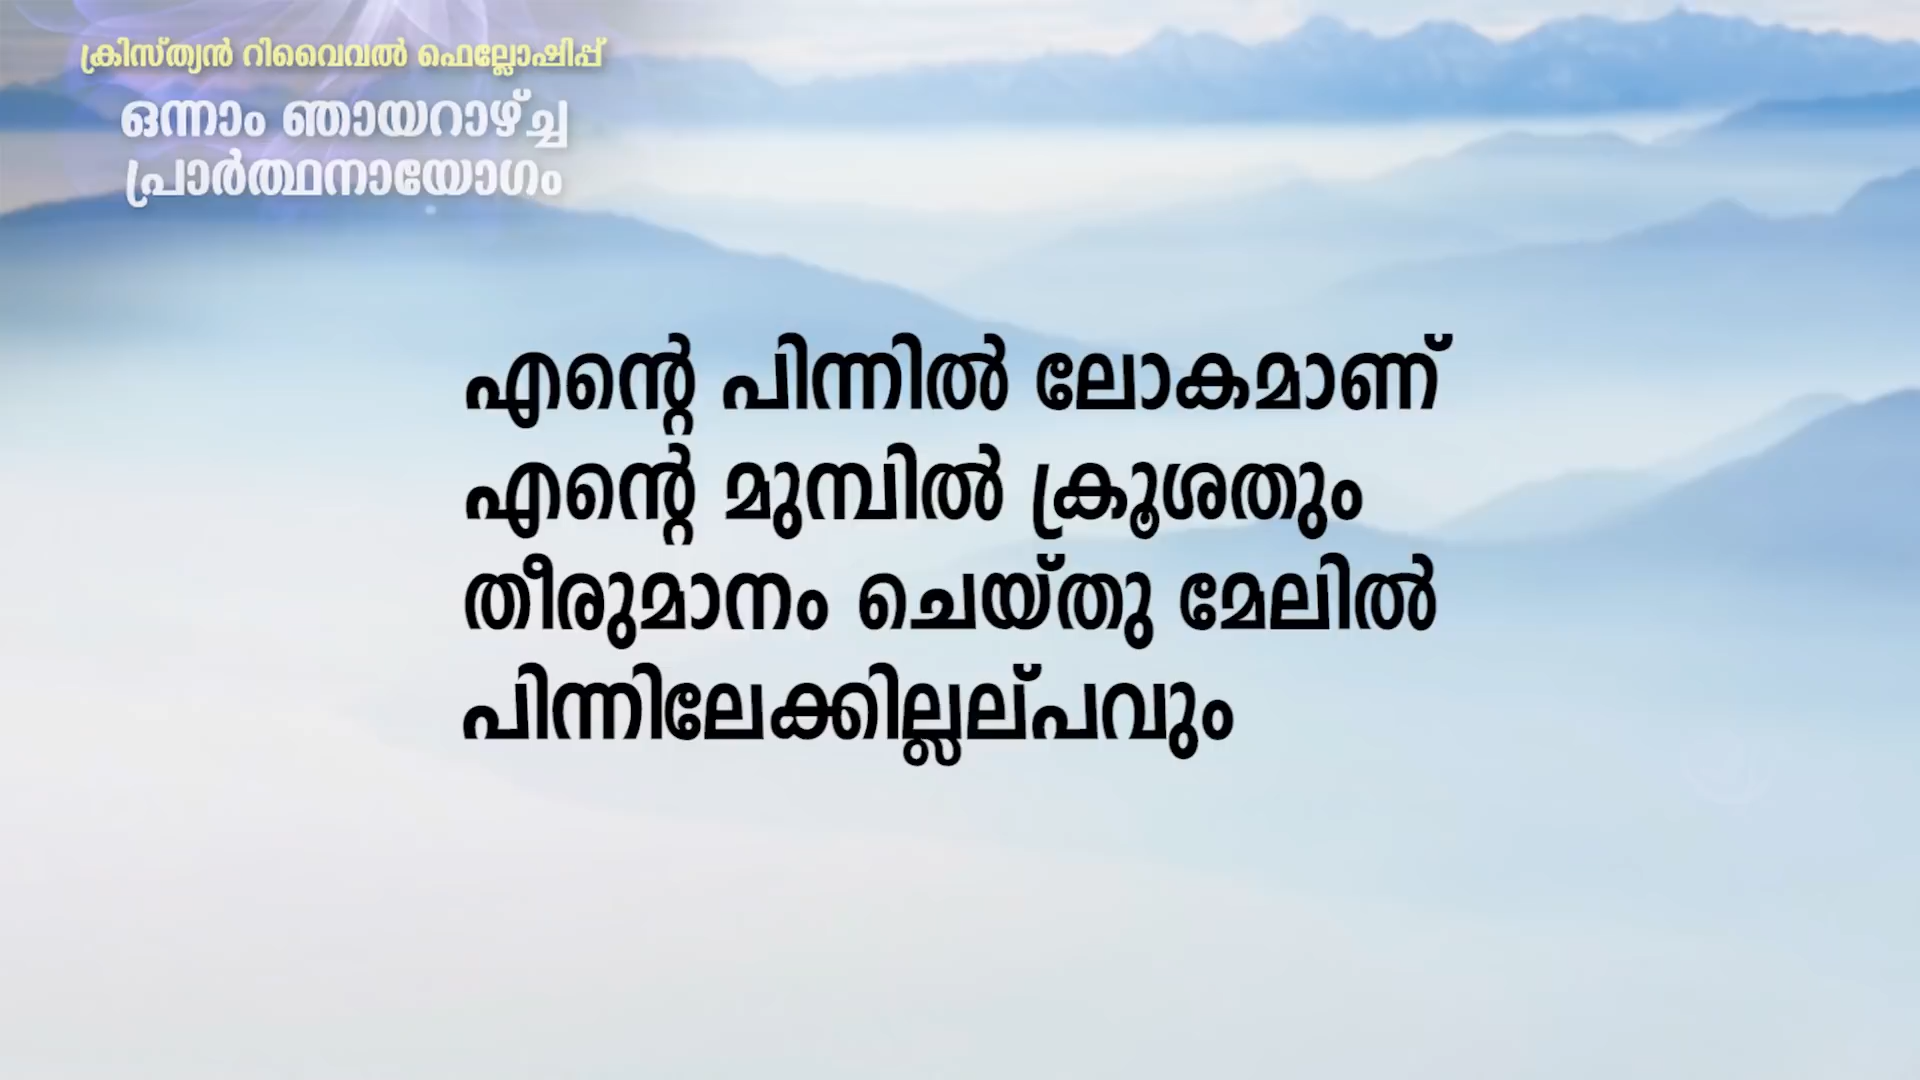 ക്രിസ്ത്യൻ റിവൈവൽ ഫെല്ലോഷിപ്പ്
ഒന്നാം ഞായറാഴ്ച്ച
പ്രാർത്ഥനായോഗം
എന്റെ പിന്നിൽ ലോകമാണ്
എന്റെ മുമ്പിൽ ക്രൂശതും
തീരുമാനം ചെയ്തു മേലിൽ
പിന്നിലേക്കില്ലല്പവും